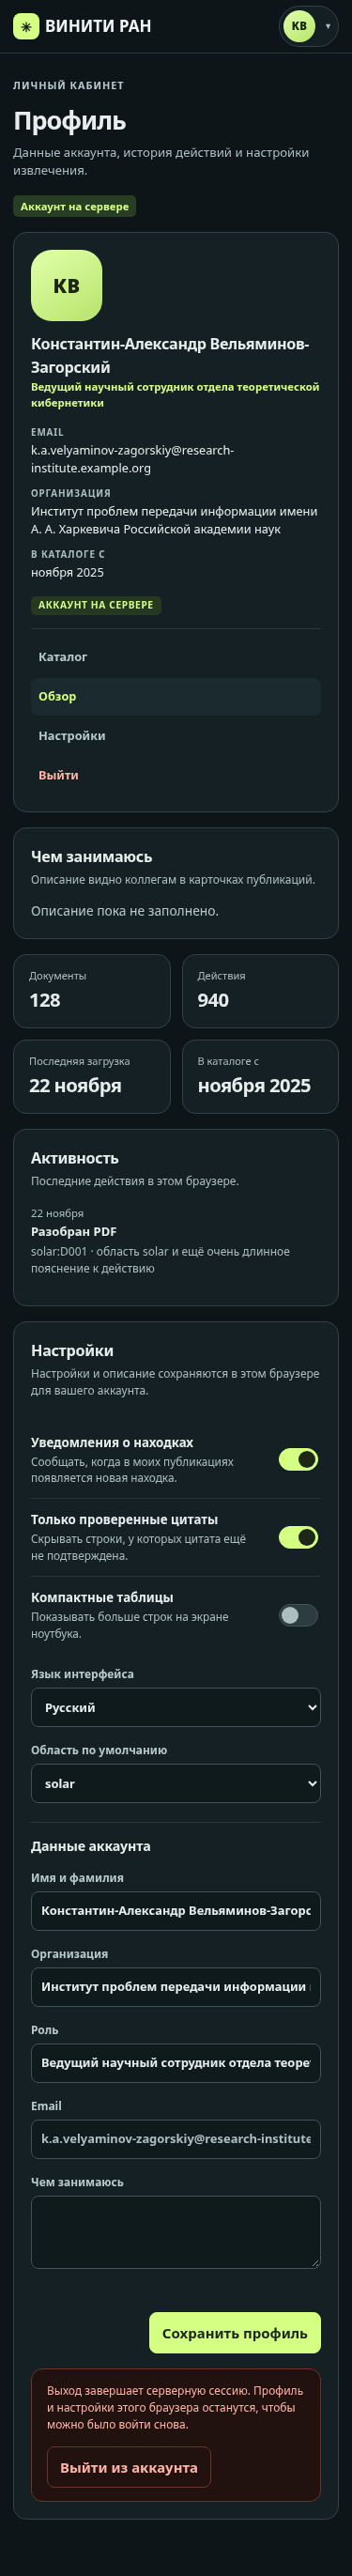 ВИНИТИ РАН
КВ
ЛИЧНЫЙ КАБИНЕТ
Профиль
Данные аккаунта, история действий и настройки
извлечения.
Аккаунт на сервере
КВ
Константин-Александр Вельяминов-
Загорский
Ведущий научный сотрудник отдела теоретической
кибернетики
EMAIL
k.a.velyaminov-zagorskiy@research-
institute.example.org
ОРГАНИЗАЦИЯ
Институт проблем передачи информации имени
А. А. Харкевича Российской академии наук
В КАТАЛОГЕ С
ноября 2025
АККАУНТ НА СЕРВЕРЕ
Каталог
Обзор
Настройки
Выйти
Чем занимаюсь
Описание видно коллегам в карточках публикаций.
Описание пока не заполнено.
Документы
128
Действия
940
Последняя загрузка
22 ноября
В каталоге с
ноября 2025
Активность
Последние действия в этом браузере.
22 ноября
Разобран PDF
solar:D001 · область solar и ещё очень длинное
пояснение к действию
Настройки
Настройки и описание сохраняются в этом браузере
для вашего аккаунта.
Уведомления о находках
Сообщать, когда в моих публикациях
появляется новая находка.
Только проверенные цитаты
Скрывать строки, у которых цитата ещё
не подтверждена.
Компактные таблицы
Показывать больше строк на экране
ноутбука.
Язык интерфейса
Русский
Область по умолчанию
solar
Данные аккаунта
Имя и фамилия
Константин-Александр Вельяминов-Загорс
Организация
Институт проблем передачи информации
Роль
Ведущий научный сотрудник отдела теоре
Email
k.a.velyaminov-zagorskiy@research-institute
Чем занимаюсь
Сохранить профиль
Выход завершает серверную сессию. Профиль
и настройки этого браузера останутся, чтобы
можно было войти снова.
Выйти из аккаунта